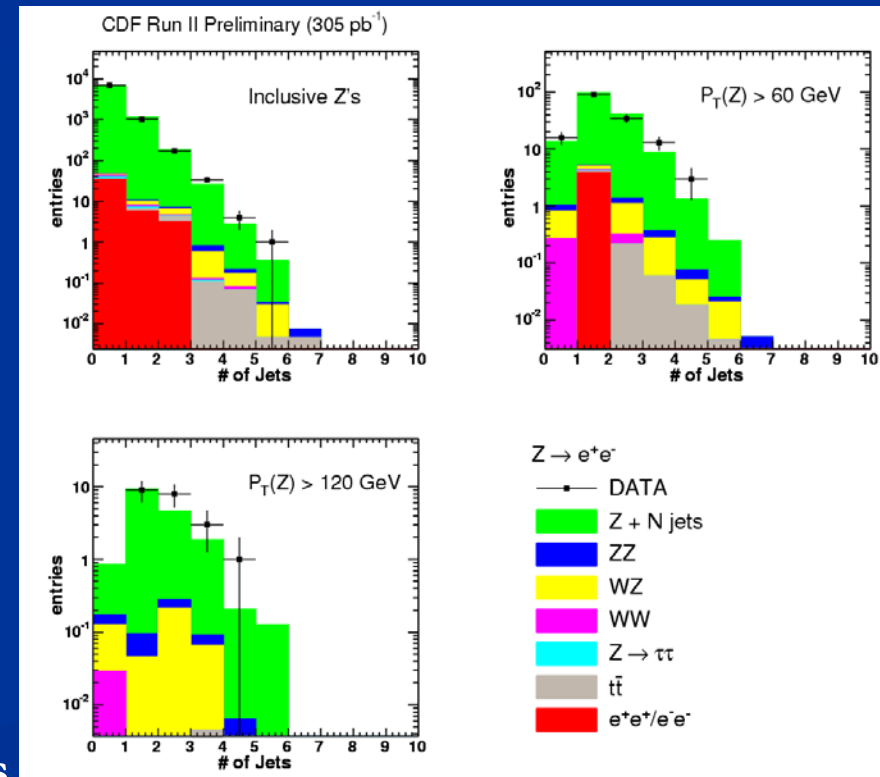 CDF Run II Preliminary (305 pb⁻¹)
Inclusive Z's
entries
10⁴
10³
10²
10
1
10⁻¹
10⁻²
0 1 2 3 4 5 6 7 8 9 10
# of Jets
P_T(Z) > 60 GeV
entries
10²
10
1
10⁻¹
10⁻²
0 1 2 3 4 5 6 7 8 9 10
# of Jets
P_T(Z) > 120 GeV
entries
10
1
10⁻¹
10⁻²
0 1 2 3 4 5 6 7 8 9 10
# of Jets
Z → e⁺e⁻
DATA
Z + N jets
ZZ
WZ
WW
Z → ττ
tt̄
e⁺e⁺/e⁻e⁻